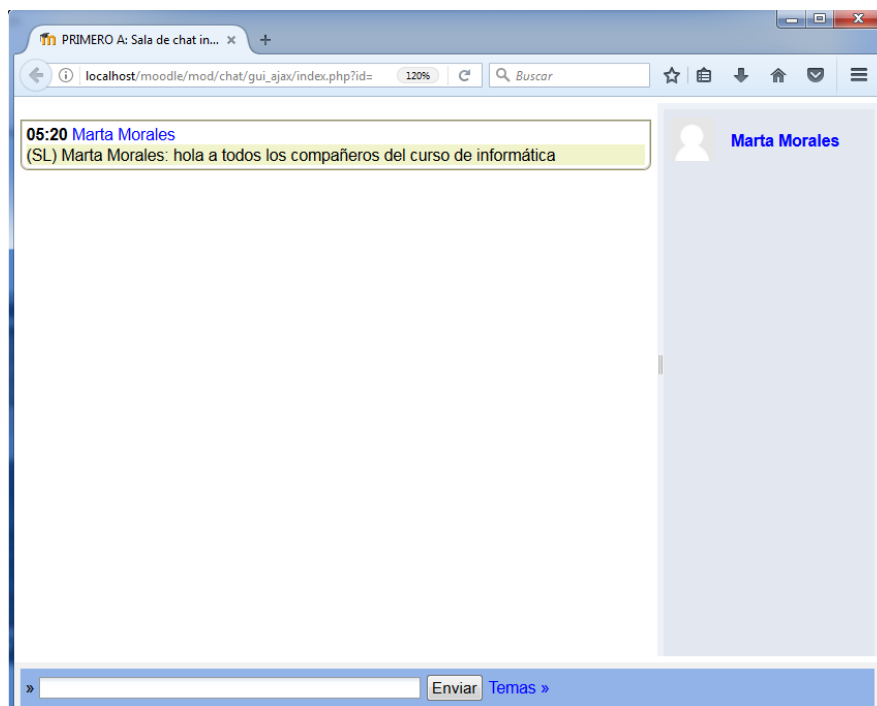 PRIMERO A: Sala de chat in...
localhost/moodle/mod/chat/gui_ajax/index.php?id=
120%
Buscar
05:20 Marta Morales
(SL) Marta Morales: hola a todos los compañeros del curso de informática
Marta Morales
»
Enviar
Temas »